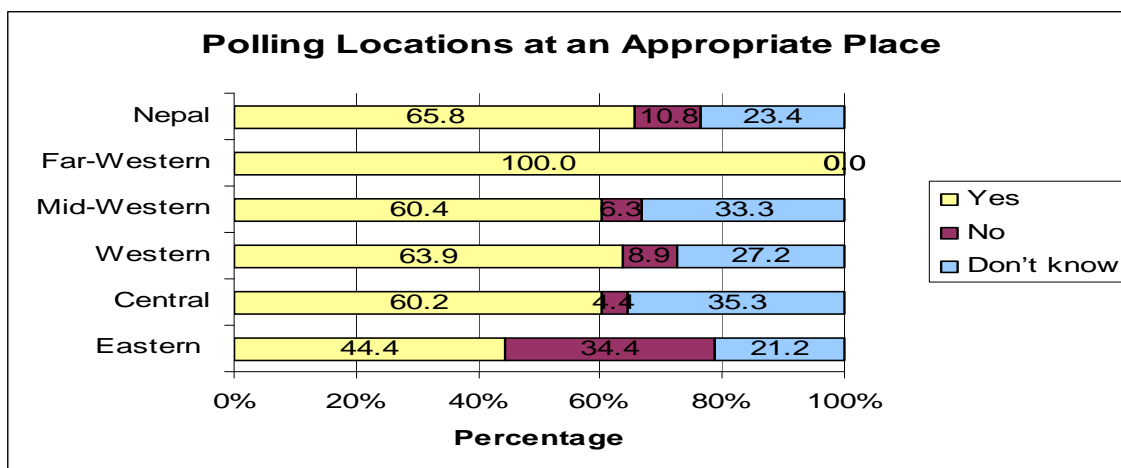 Polling Locations at an Appropriate Place
Nepal 65.8 10.8 23.4
Far-Western 100.0 0.0
Mid-Western 60.4 6.3 33.3
Western 63.9 8.9 27.2
Central 60.2 4.4 35.3
Eastern 44.4 34.4 21.2
0% 20% 40% 60% 80% 100%
Percentage
Yes
No
Don't know